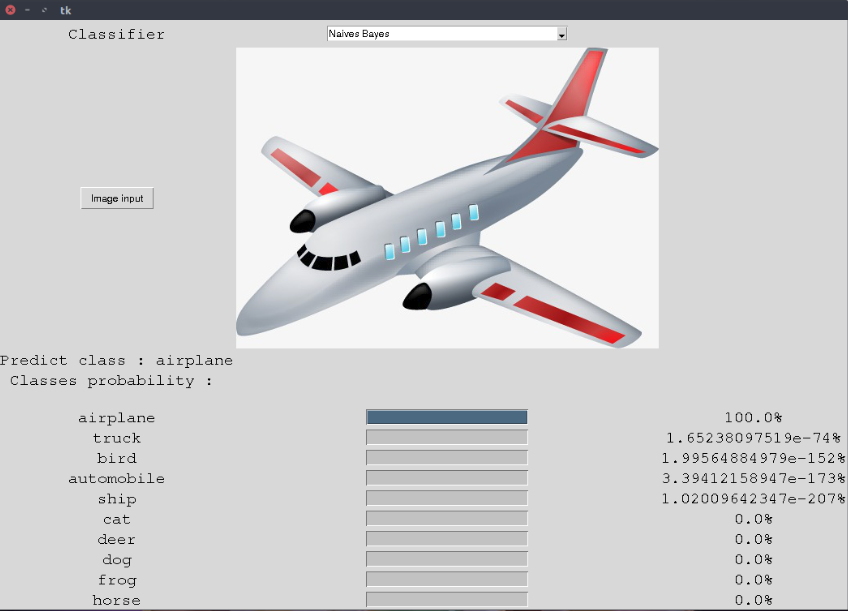 tk
Classifier Naives Bayes
Image input
Predict class : airplane
Classes probability :
airplane 100.0%
truck 1.65238097519e-74%
bird 1.99564884979e-152%
automobile 3.39412158947e-173%
ship 1.02009642347e-207%
cat 0.0%
deer 0.0%
dog 0.0%
frog 0.0%
horse 0.0%